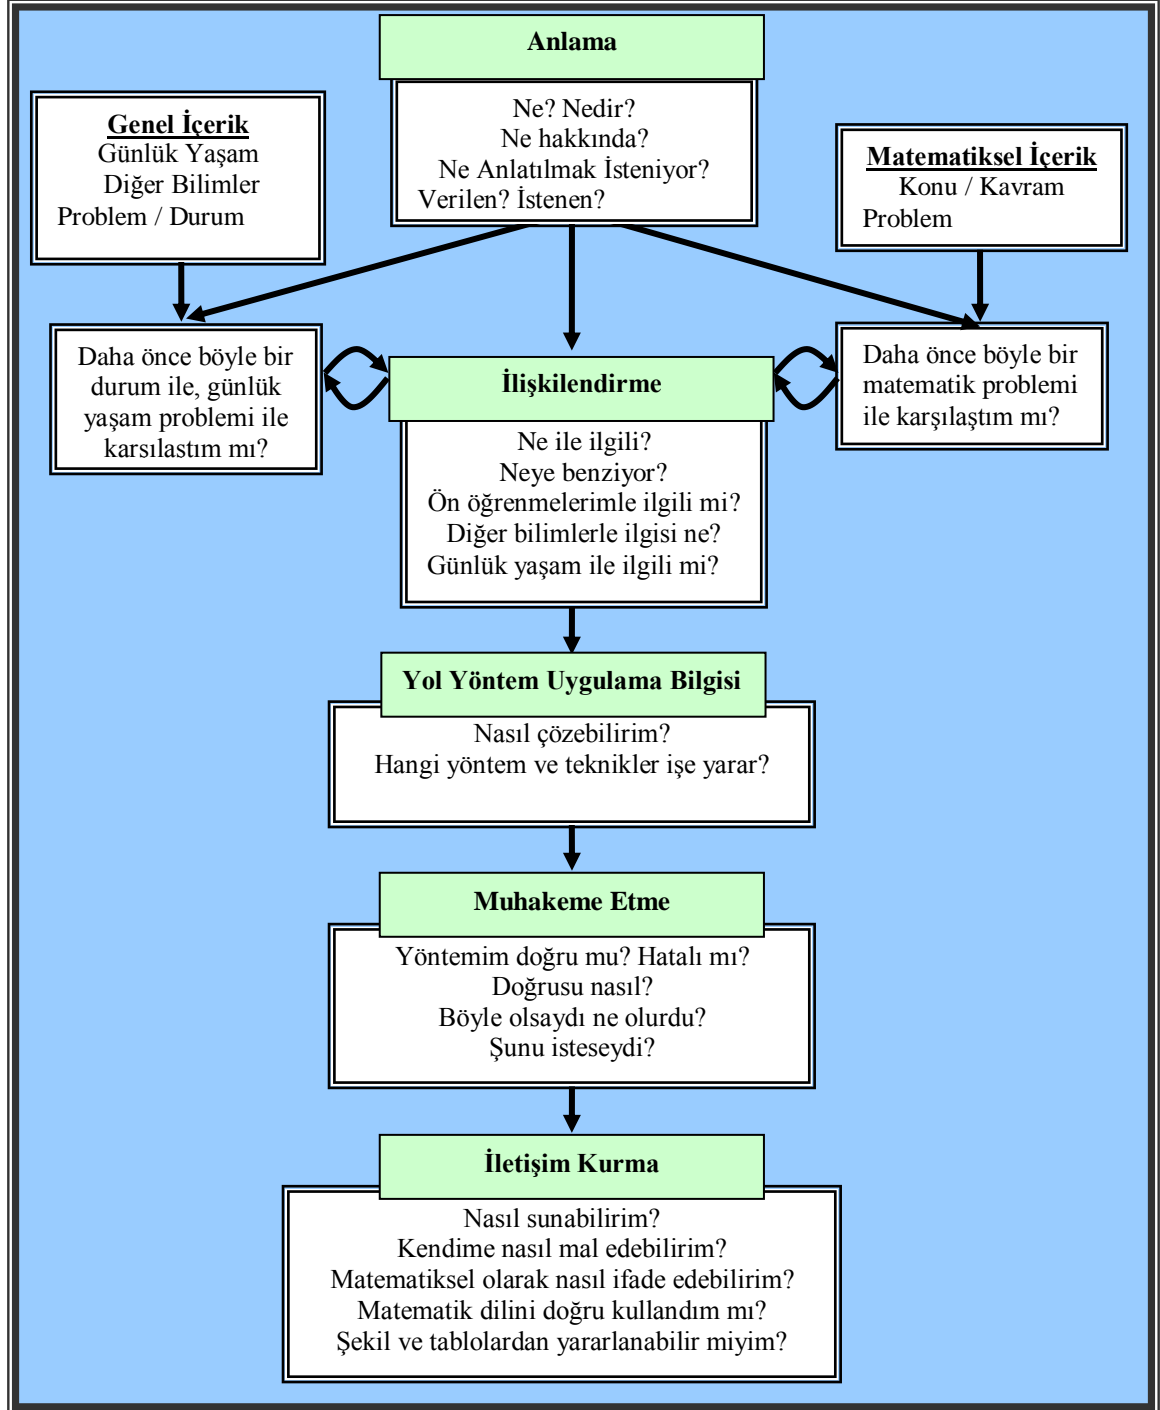 Anlama
Ne? Nedir?
Ne hakkında?
Ne Anlatılmak İsteniyor?
Verilen? İstenen?
Genel İçerik
Günlük Yaşam
Diğer Bilimler
Problem / Durum
Matematiksel İçerik
Konu / Kavram
Problem
Daha önce böyle bir
durum ile, günlük
yaşam problemi ile
karsılastım mı?
İlişkilendirme
Ne ile ilgili?
Neye benziyor?
Ön öğrenmelerimle ilgili mi?
Diğer bilimlerle ilgisi ne?
Günlük yaşam ile ilgili mi?
Daha önce böyle bir
matematik problemi
ile karşılaştım mı?
Yol Yöntem Uygulama Bilgisi
Nasıl çözebilirim?
Hangi yöntem ve teknikler işe yarar?
Muhakeme Etme
Yöntemim doğru mu? Hatalı mı?
Doğrusu nasıl?
Böyle olsaydı ne olurdu?
Şunu isteseydi?
İletişim Kurma
Nasıl sunabilirim?
Kendime nasıl mal edebilirim?
Matematiksel olarak nasıl ifade edebilirim?
Matematik dilini doğru kullandım mı?
Şekil ve tablolardan yararlanabilir miyim?